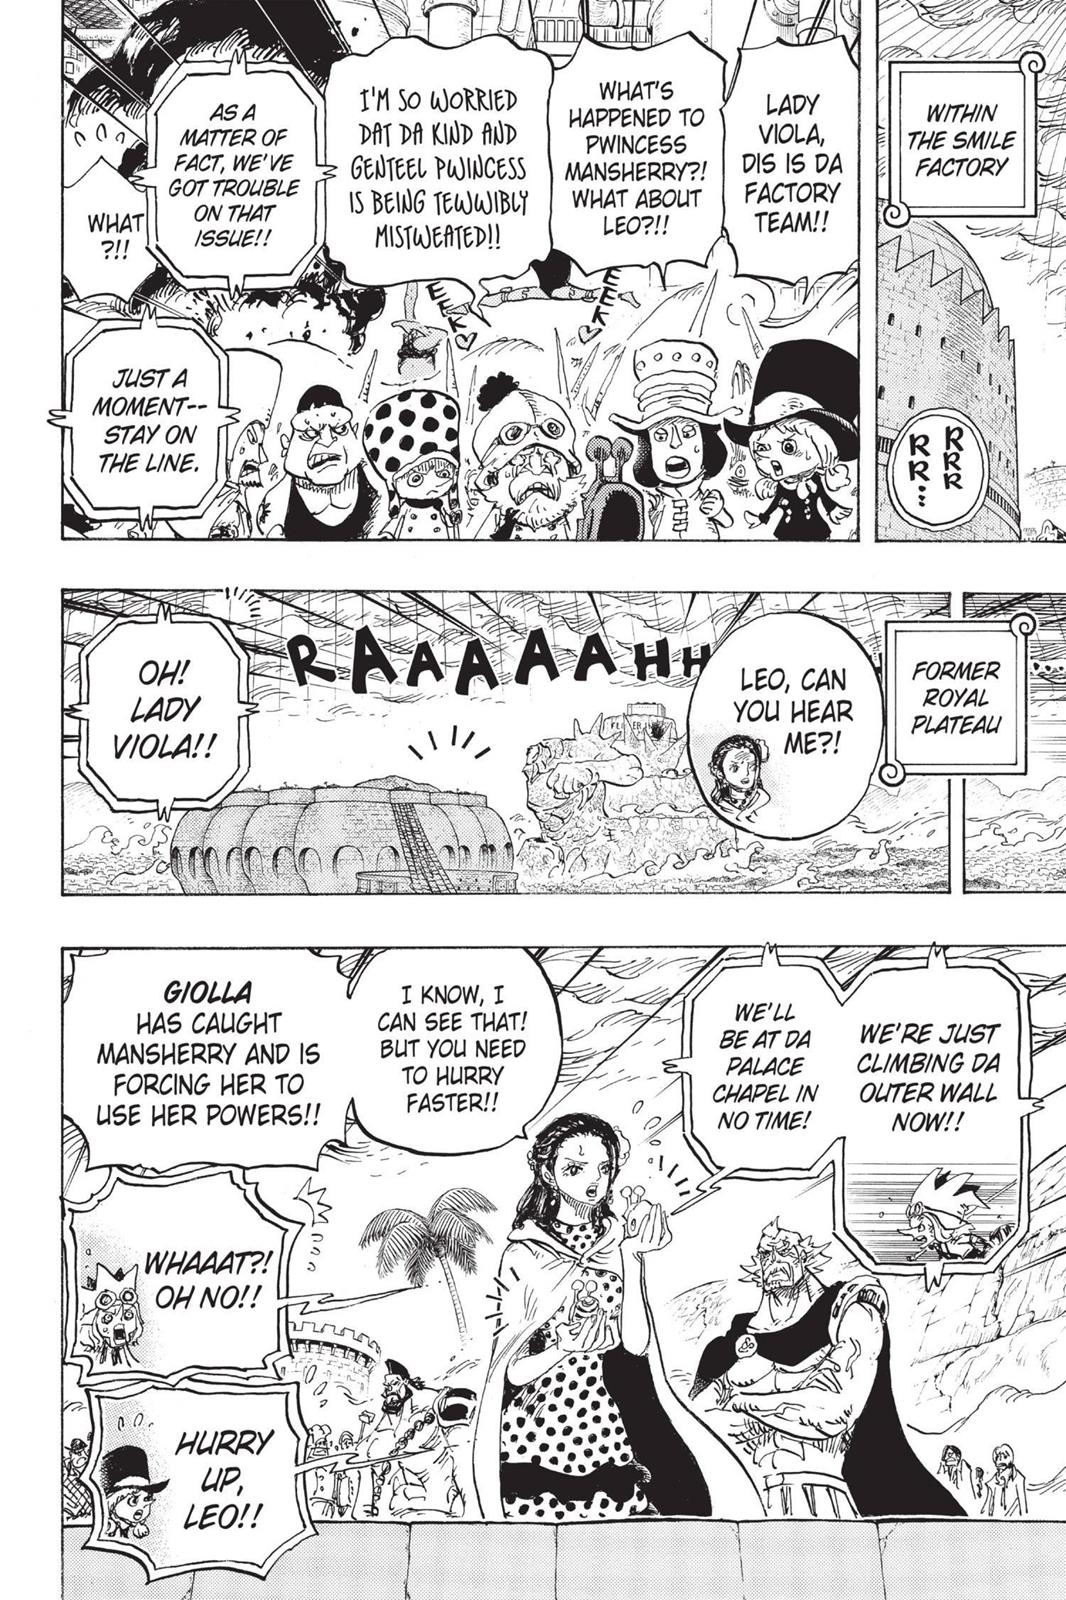 WITHIN
THE SMILE
FACTORY
RRR
RR...
LADY
VIOLA,
DIS IS DA
FACTORY
TEAM!!
WHAT'S
HAPPENED TO
PWINCESS
MANSHERRY?!
WHAT ABOUT
LEO?!!
EEK♡
I'M SO WORRIED
DAT DA KIND AND
GENTEEL PWINCESS
IS BEING TEWWIBLY
MISTWEATED!!
EEK♡
AS A
MATTER OF
FACT, WE'VE
GOT TROUBLE
ON THAT
ISSUE!!
WHAT
?!!
JUST A
MOMENT--
STAY ON
THE LINE.
FORMER
ROYAL
PLATEAU
LEO, CAN
YOU HEAR
ME?!
RAAAAAAHH
OH!
LADY
VIOLA!!
WE'RE JUST
CLIMBING DA
OUTER WALL
NOW!!
WE'LL
BE AT DA
PALACE
CHAPEL IN
NO TIME!
I KNOW, I
CAN SEE THAT!
BUT YOU NEED
TO HURRY
FASTER!!
GIOLLA
HAS CAUGHT
MANSHERRY AND IS
FORCING HER TO
USE HER POWERS!!
WHAAAT?!
OH NO!!
HURRY
UP,
LEO!!